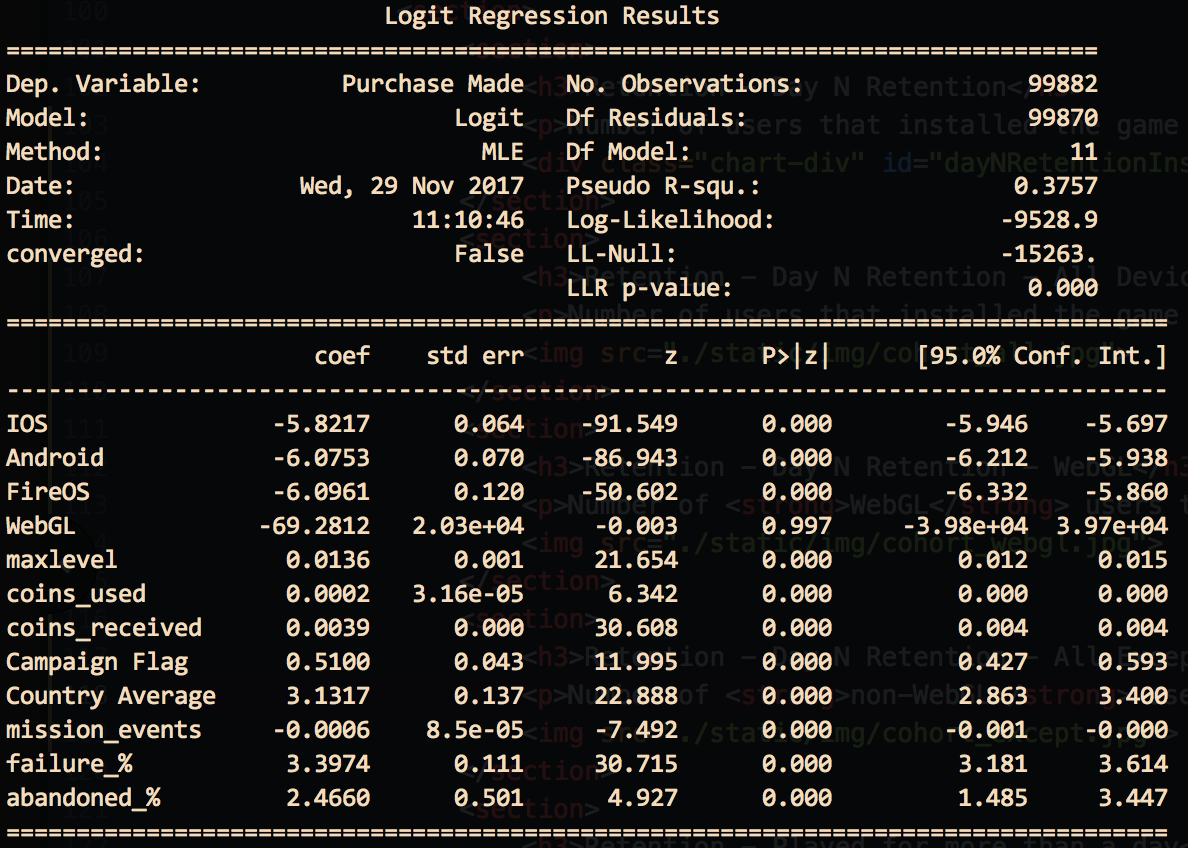 Logit Regression Results
==============================================================================
Dep. Variable: Purchase Made No. Observations: 99882
Model: Logit Df Residuals: 99870
Method: MLE Df Model: 11
Date: Wed, 29 Nov 2017 Pseudo R-squ.: 0.3757
Time: 11:10:46 Log-Likelihood: -9528.9
converged: False LL-Null: -15263.
LLR p-value: 0.000
===================================================================================
coef std err z P>|z| [95.0% Conf. Int.]
-----------------------------------------------------------------------------------
IOS -5.8217 0.064 -91.549 0.000 -5.946 -5.697
Android -6.0753 0.070 -86.943 0.000 -6.212 -5.938
FireOS -6.0961 0.120 -50.602 0.000 -6.332 -5.860
WebGL -69.2812 2.03e+04 -0.003 0.997 -3.98e+04 3.97e+04
maxlevel 0.0136 0.001 21.654 0.000 0.012 0.015
coins_used 0.0002 3.16e-05 6.342 0.000 0.000 0.000
coins_received 0.0039 0.000 30.608 0.000 0.004 0.004
Campaign Flag 0.5100 0.043 11.995 0.000 0.427 0.593
Country Average 3.1317 0.137 22.888 0.000 2.863 3.400
mission_events -0.0006 8.5e-05 -7.492 0.000 -0.001 -0.000
failure_% 3.3974 0.111 30.715 0.000 3.181 3.614
abandoned_% 2.4660 0.501 4.927 0.000 1.485 3.447
===================================================================================